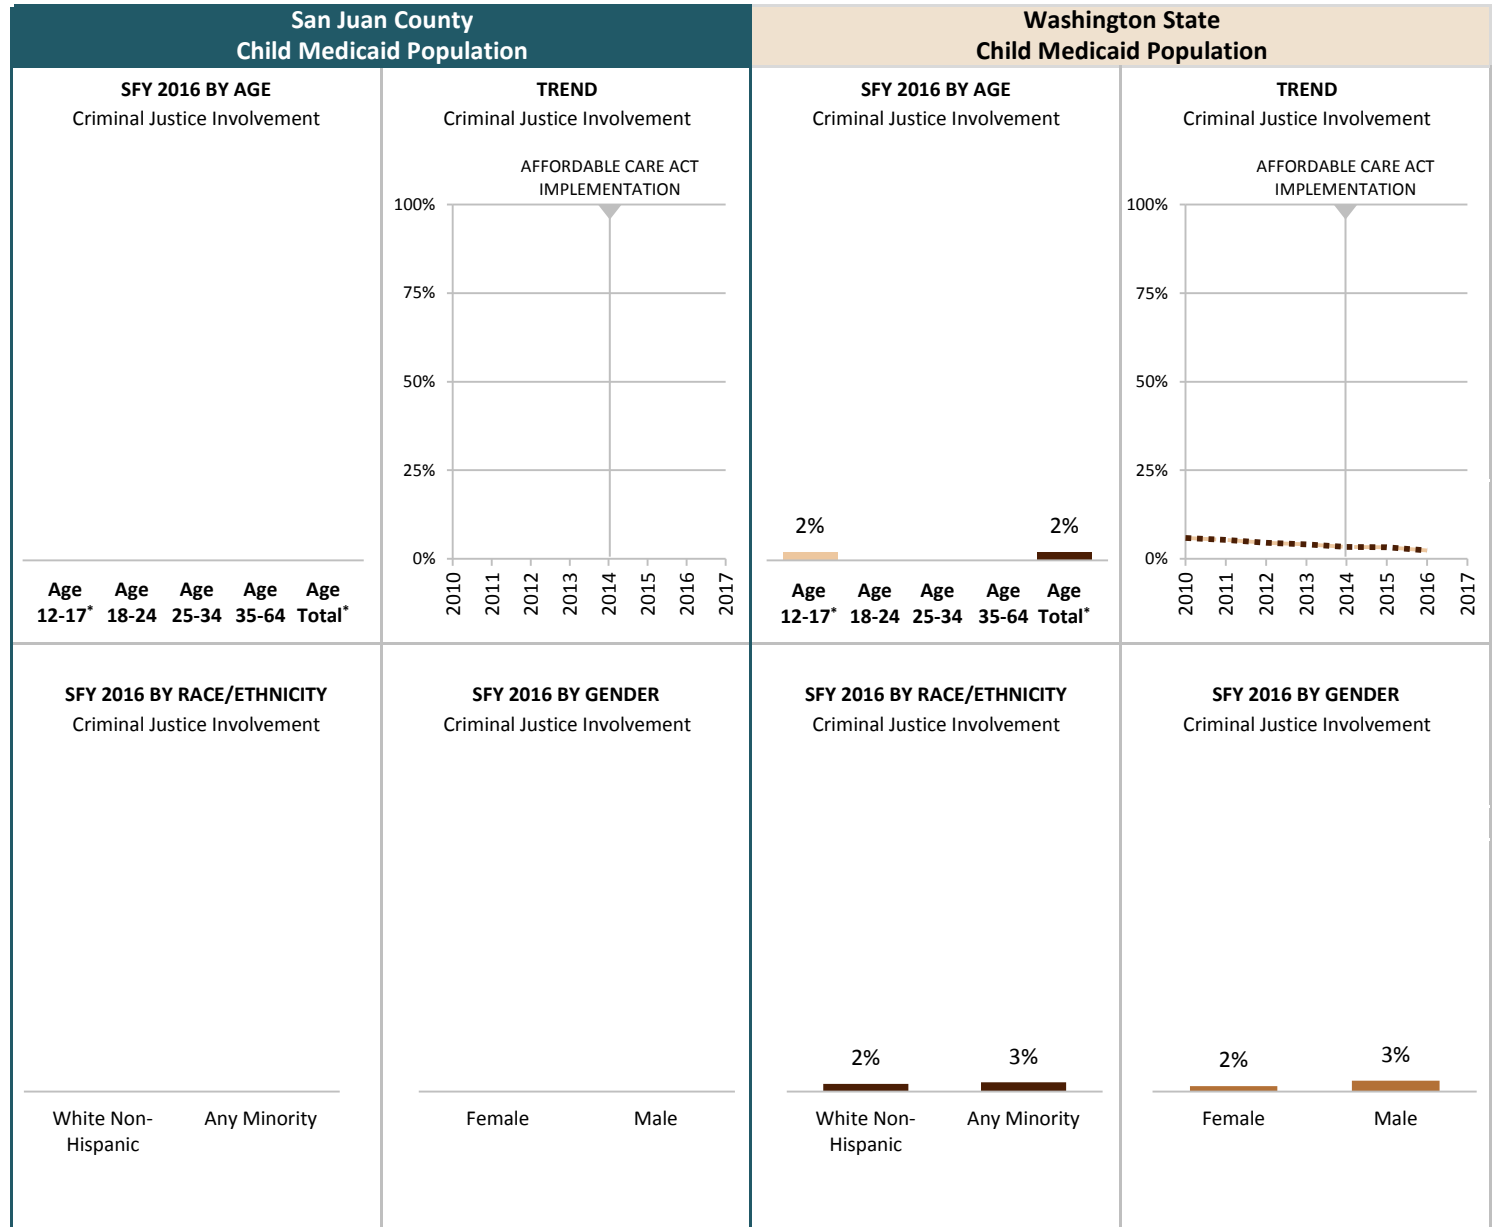 San Juan County
Child Medicaid Population
Washington State
Child Medicaid Population
SFY 2016 BY AGE
Criminal Justice Involvement
Age 12-17*
Age 18-24
Age 25-34
Age 35-64
Age Total*
TREND
Criminal Justice Involvement
AFFORDABLE CARE ACT
IMPLEMENTATION
100%
75%
50%
25%
0%
2010
2011
2012
2013
2014
2015
2016
2017
SFY 2016 BY AGE
Criminal Justice Involvement
2%
2%
Age 12-17*
Age 18-24
Age 25-34
Age 35-64
Age Total*
TREND
Criminal Justice Involvement
AFFORDABLE CARE ACT
IMPLEMENTATION
100%
75%
50%
25%
0%
2010
2011
2012
2013
2014
2015
2016
2017
SFY 2016 BY RACE/ETHNICITY
Criminal Justice Involvement
White Non-
Hispanic
Any Minority
SFY 2016 BY GENDER
Criminal Justice Involvement
Female
Male
SFY 2016 BY RACE/ETHNICITY
Criminal Justice Involvement
2%
3%
White Non-
Hispanic
Any Minority
SFY 2016 BY GENDER
Criminal Justice Involvement
2%
3%
Female
Male